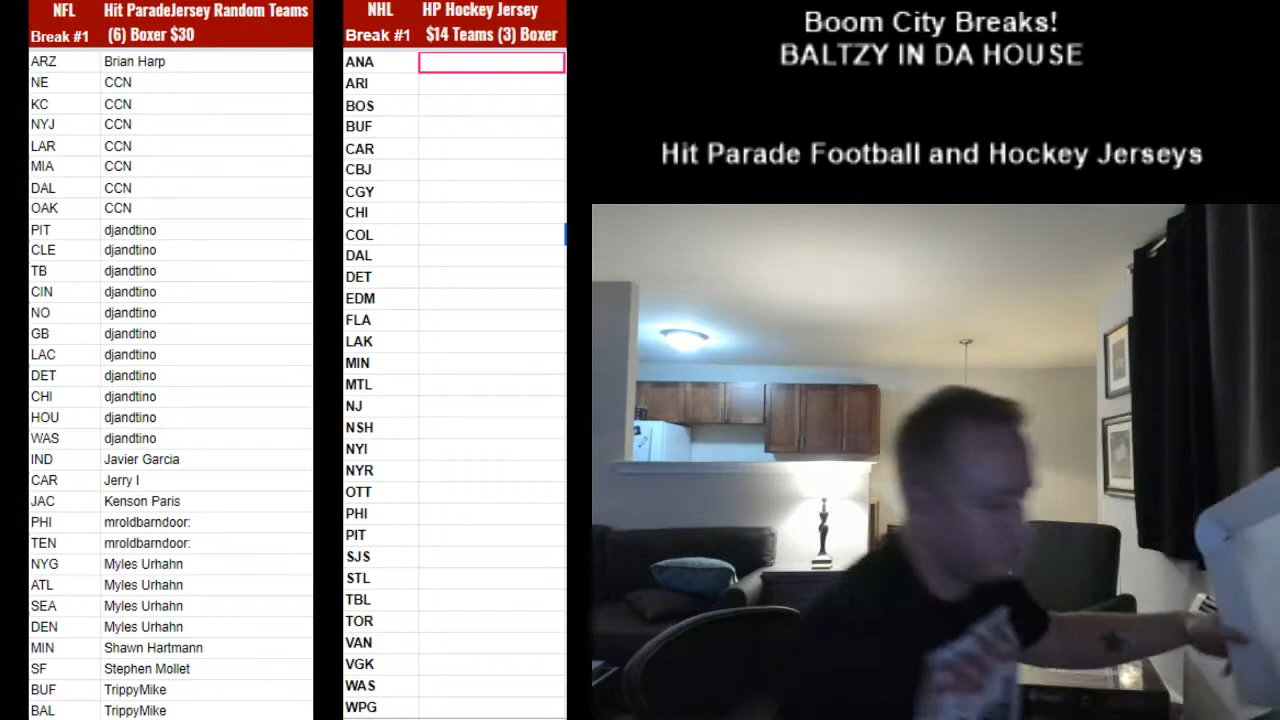 NFL Hit ParadeJersey Random Teams
Break #1 (6) Boxer $30
ARZ Brian Harp
NE CCN
KC CCN
NYJ CCN
LAR CCN
MIA CCN
DAL CCN
OAK CCN
PIT djandtino
CLE djandtino
TB djandtino
CIN djandtino
NO djandtino
GB djandtino
LAC djandtino
DET djandtino
CHI djandtino
HOU djandtino
WAS djandtino
IND Javier Garcia
CAR Jerry I
JAC Kenson Paris
PHI mroldbarndoor:
TEN mroldbarndoor:
NYG Myles Urhahn
ATL Myles Urhahn
SEA Myles Urhahn
DEN Myles Urhahn
MIN Shawn Hartmann
SF Stephen Mollet
BUF TrippyMike
BAL TrippyMike
NHL HP Hockey Jersey
Break #1 $14 Teams (3) Boxer
ANA
ARI
BOS
BUF
CAR
CBJ
CGY
CHI
COL
DAL
DET
EDM
FLA
LAK
MIN
MTL
NJ
NSH
NYI
NYR
OTT
PHI
PIT
SJS
STL
TBL
TOR
VAN
VGK
WAS
WPG
Boom City Breaks!
BALTZY IN DA HOUSE
Hit Parade Football and Hockey Jerseys